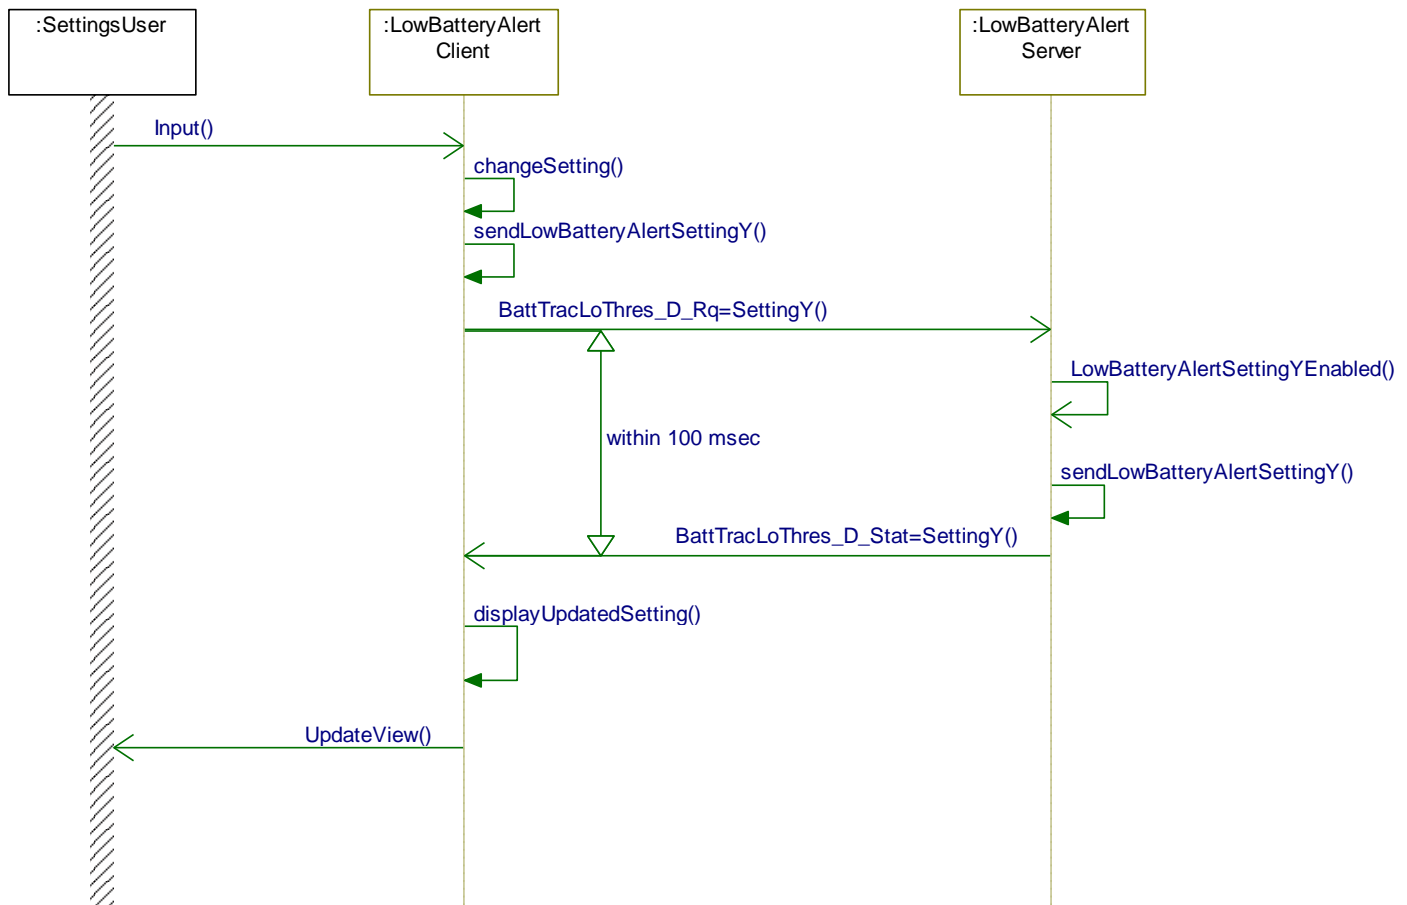 :SettingsUser
:LowBatteryAlert
Client
:LowBatteryAlert
Server
Input()
changeSetting()
sendLowBatteryAlertSettingY()
BattTracLoThres_D_Rq=SettingY()
LowBatteryAlertSettingYEnabled()
within 100 msec
sendLowBatteryAlertSettingY()
BattTracLoThres_D_Stat=SettingY()
displayUpdatedSetting()
UpdateView()